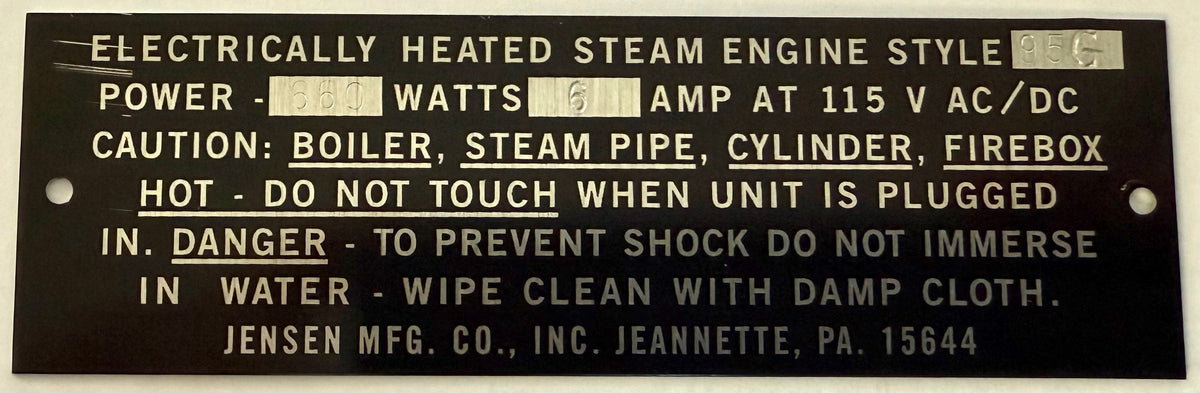 ELECTRICALLY HEATED STEAM ENGINE STYLE 95G
POWER - 660 WATTS 6 AMP AT 115 V AC/DC
CAUTION: BOILER, STEAM PIPE, CYLINDER, FIREBOX
HOT - DO NOT TOUCH WHEN UNIT IS PLUGGED
IN. DANGER - TO PREVENT SHOCK DO NOT IMMERSE
IN WATER - WIPE CLEAN WITH DAMP CLOTH.
JENSEN MFG. CO., INC. JEANNETTE, PA. 15644